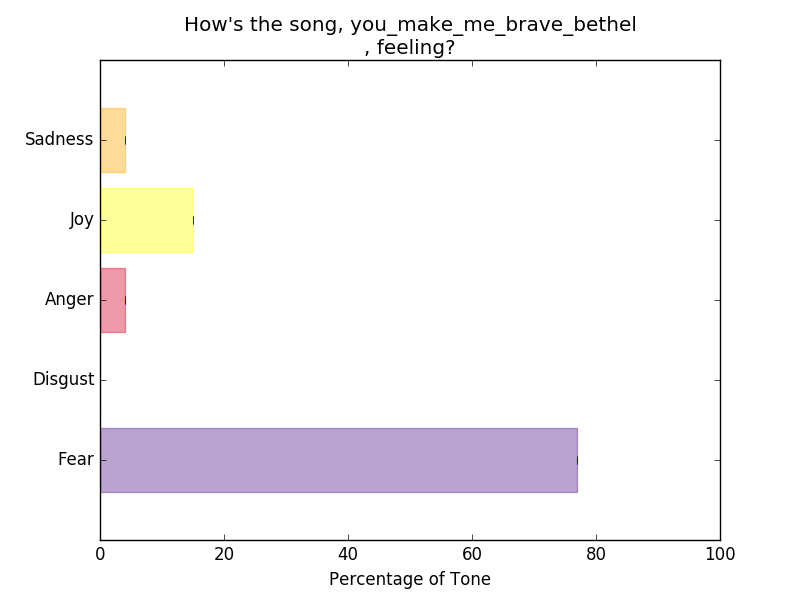 How's the song, you_make_me_brave_bethel
, feeling?
Sadness
Joy
Anger
Disgust
Fear
0 20 40 60 80 100
Percentage of Tone